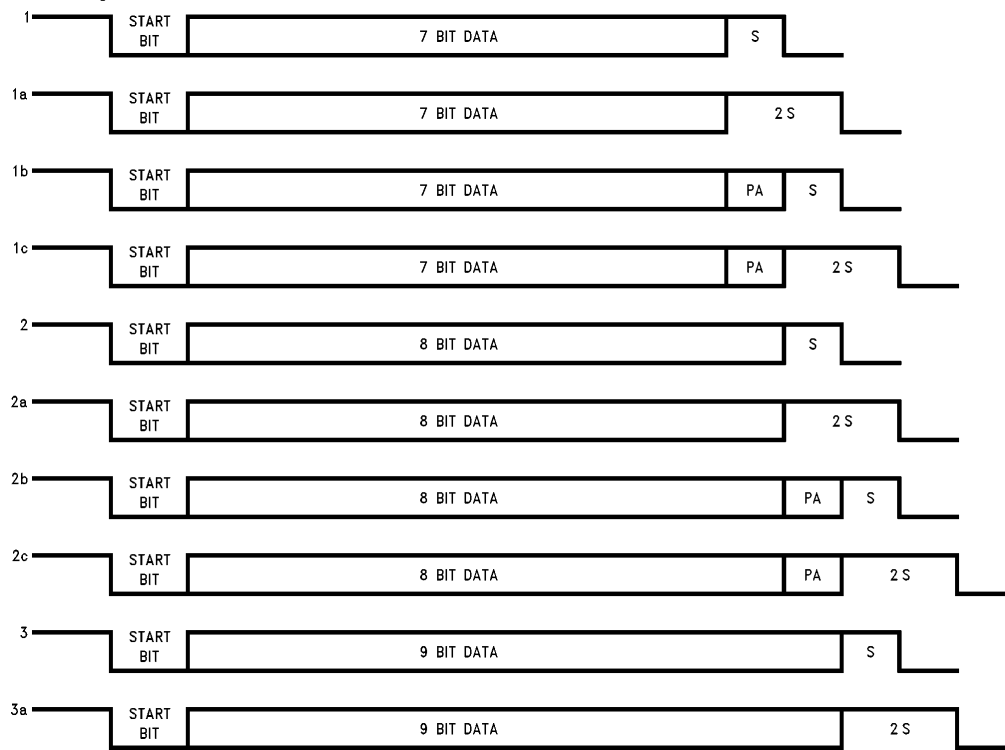 1 START BIT 7 BIT DATA S
1a START BIT 7 BIT DATA 2 S
1b START BIT 7 BIT DATA PA S
1c START BIT 7 BIT DATA PA 2 S
2 START BIT 8 BIT DATA S
2a START BIT 8 BIT DATA 2 S
2b START BIT 8 BIT DATA PA S
2c START BIT 8 BIT DATA PA 2 S
3 START BIT 9 BIT DATA S
3a START BIT 9 BIT DATA 2 S